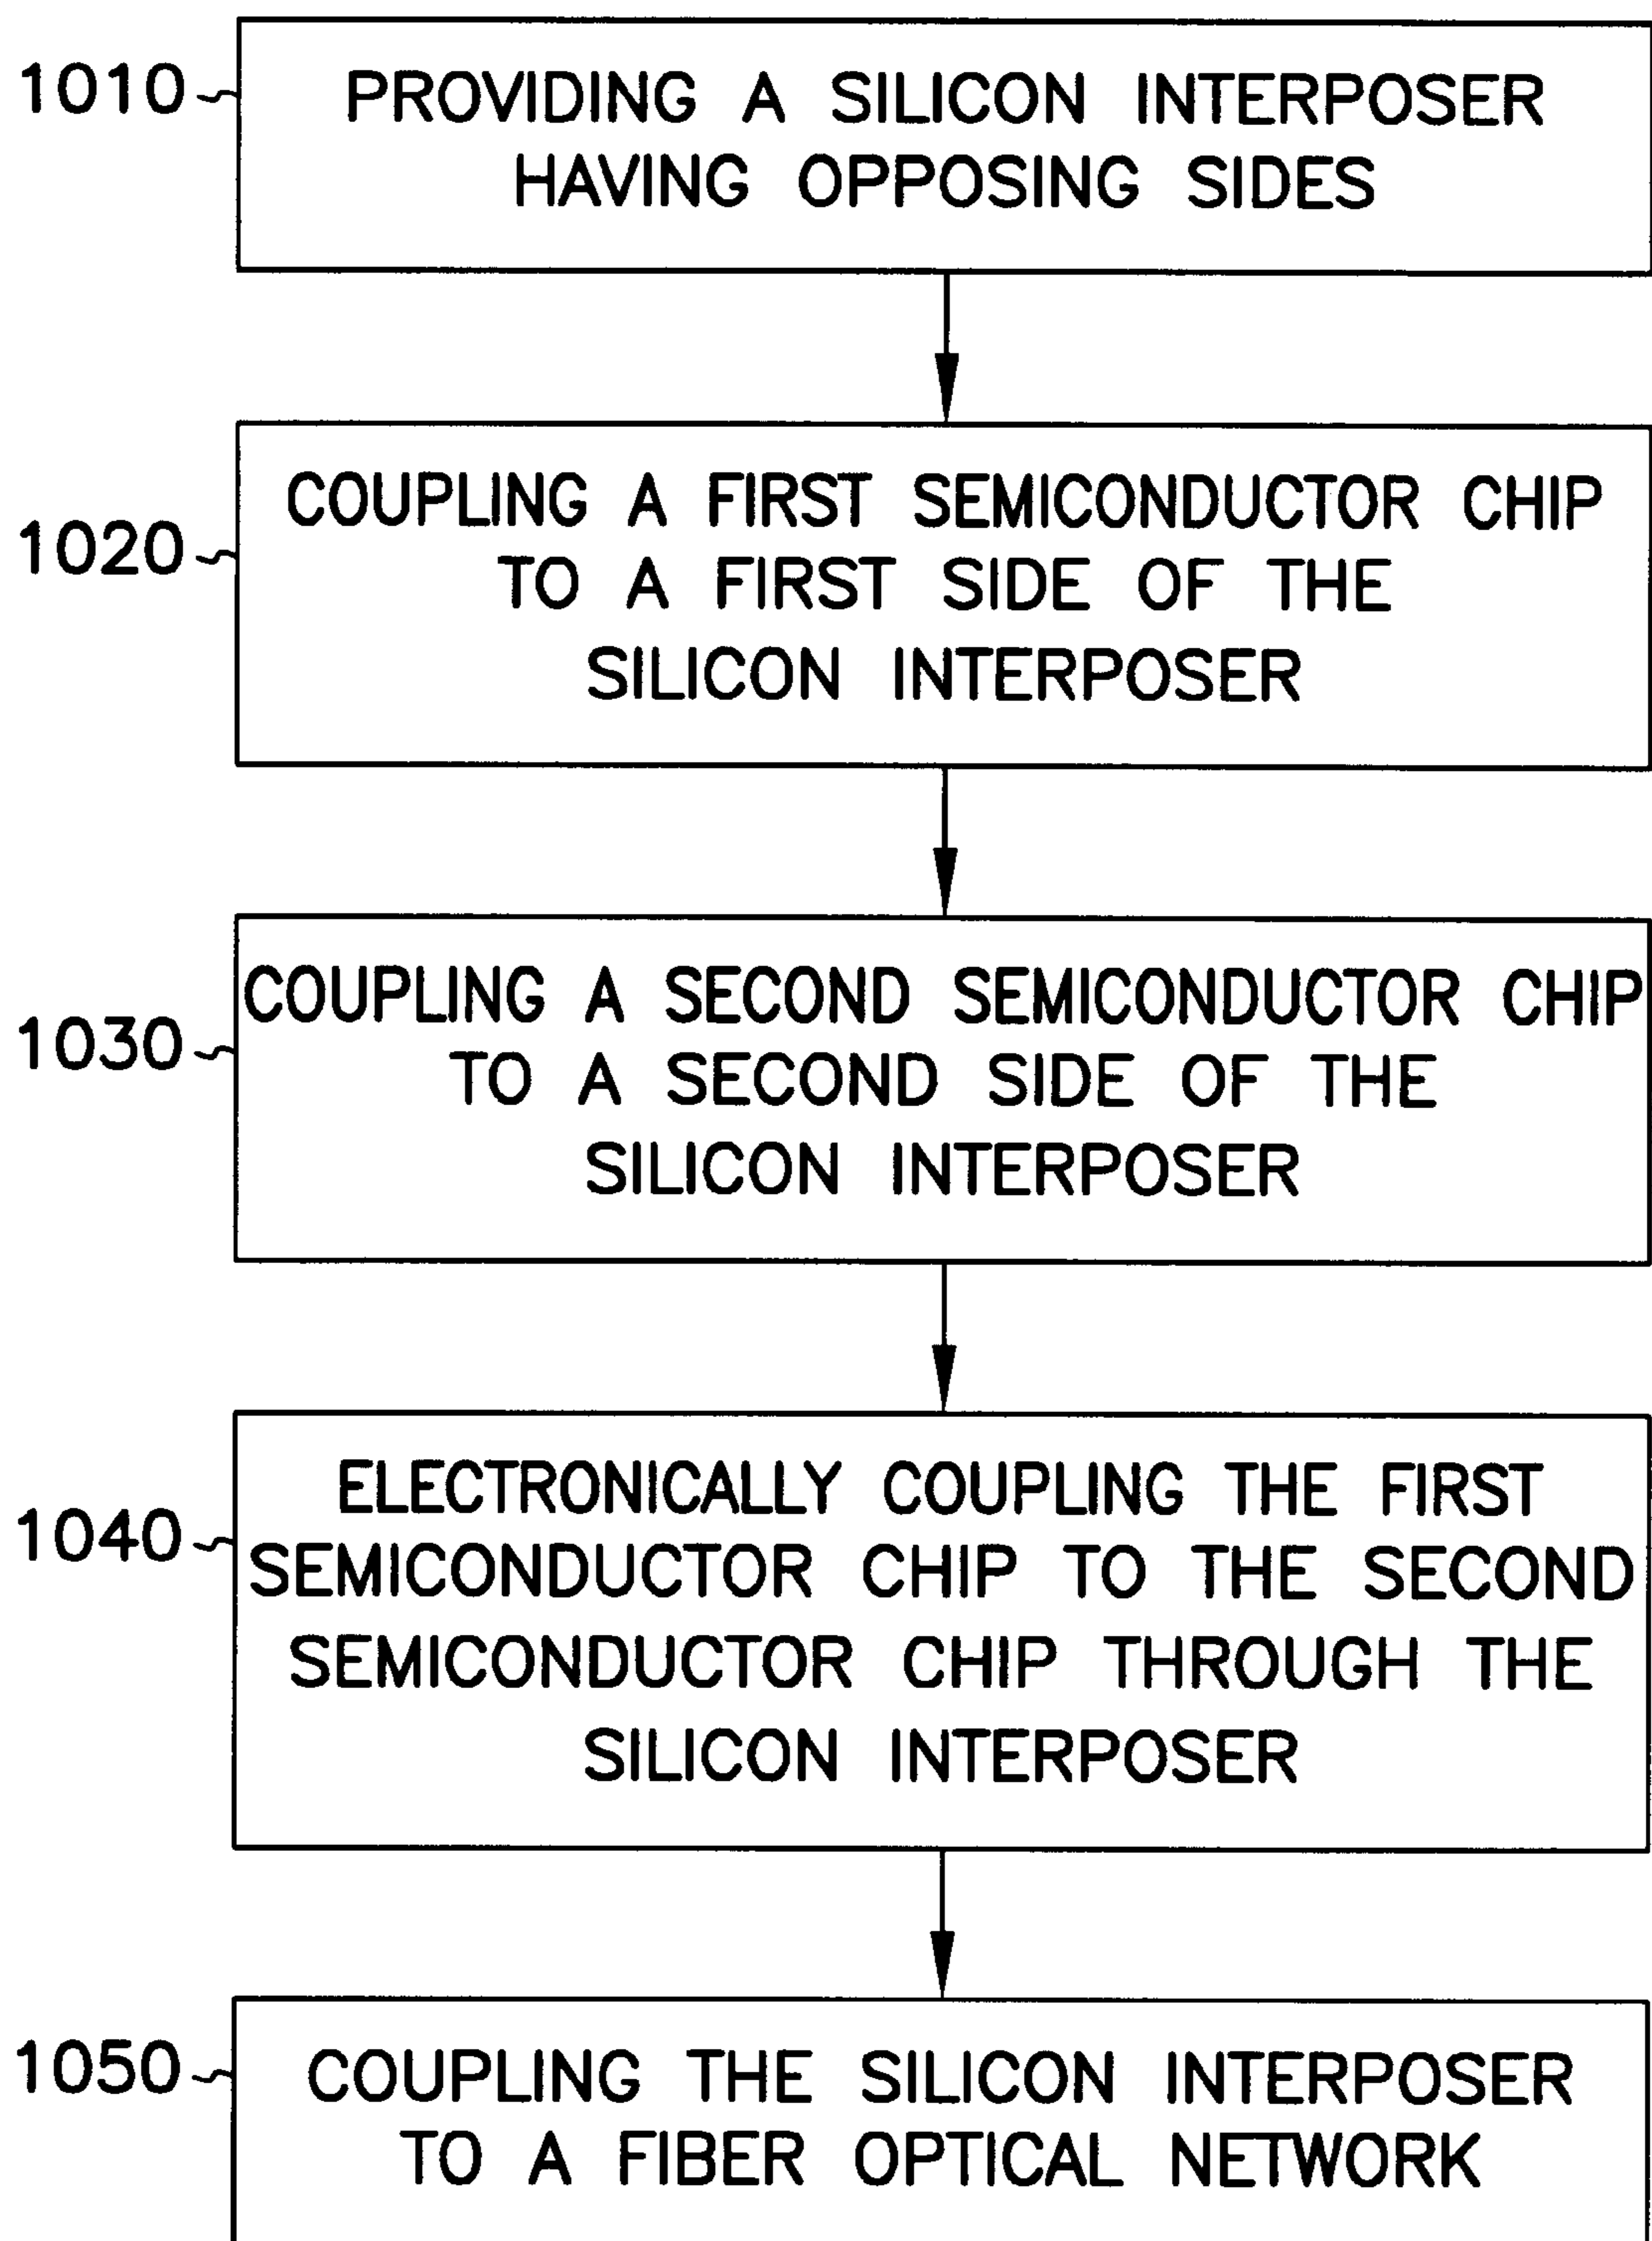 1010
PROVIDING A SILICON INTERPOSER
HAVING OPPOSING SIDES
1020
COUPLING A FIRST SEMICONDUCTOR CHIP
TO A FIRST SIDE OF THE
SILICON INTERPOSER
1030
COUPLING A SECOND SEMICONDUCTOR CHIP
TO A SECOND SIDE OF THE
SILICON INTERPOSER
1040
ELECTRONICALLY COUPLING THE FIRST
SEMICONDUCTOR CHIP TO THE SECOND
SEMICONDUCTOR CHIP THROUGH THE
SILICON INTERPOSER
1050
COUPLING THE SILICON INTERPOSER
TO A FIBER OPTICAL NETWORK